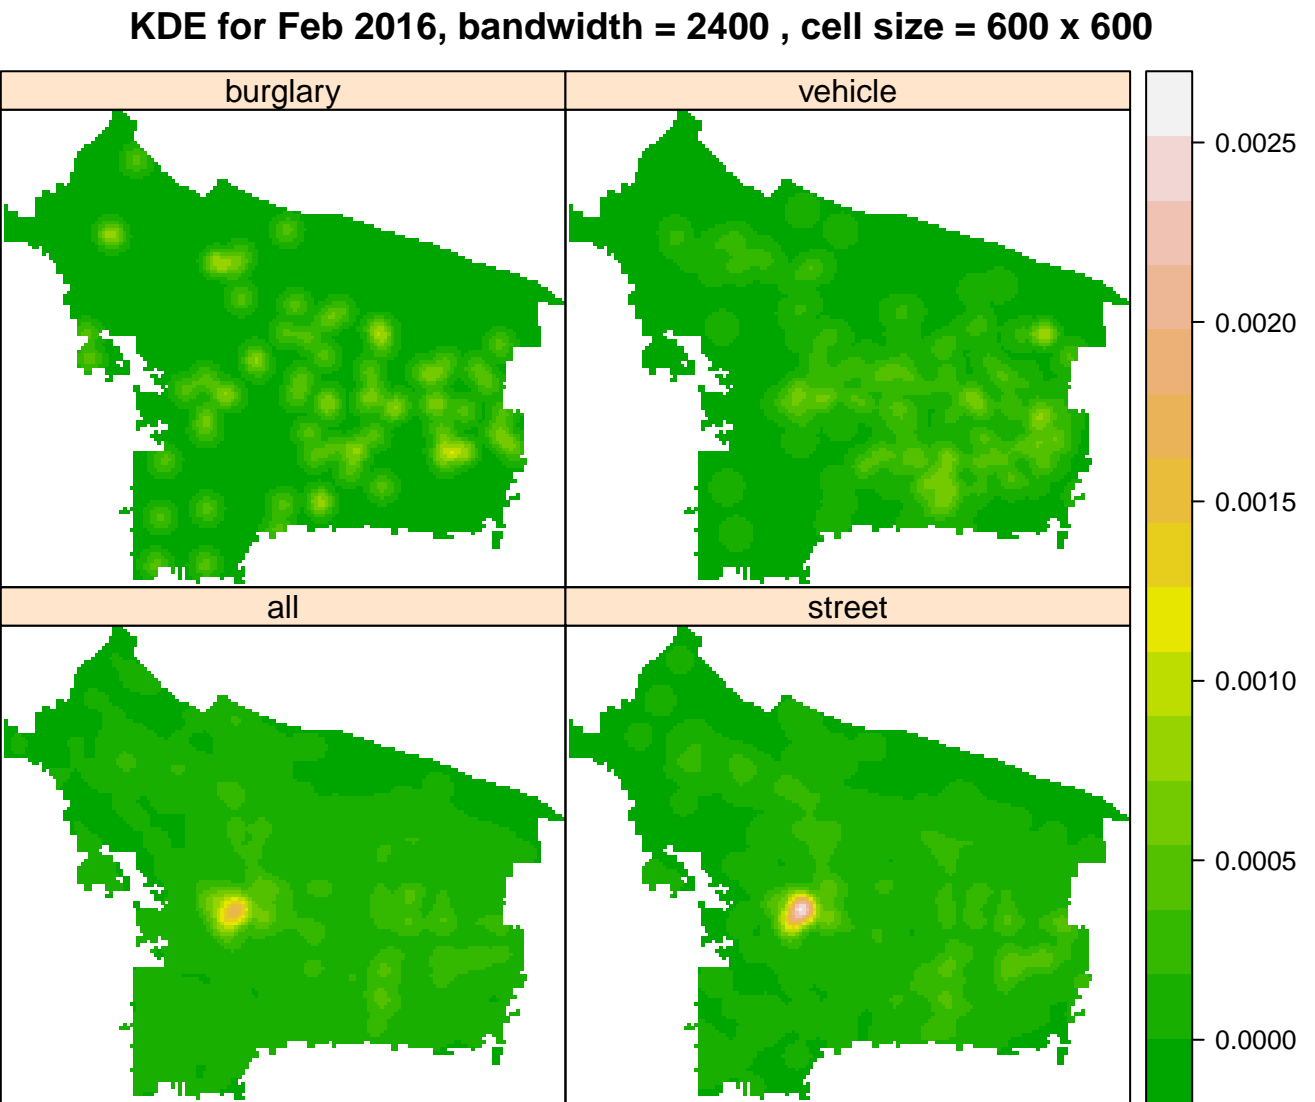 KDE for Feb 2016, bandwidth = 2400 , cell size = 600 x 600
burglary
vehicle
all
street
0.0025
0.0020
0.0015
0.0010
0.0005
0.0000